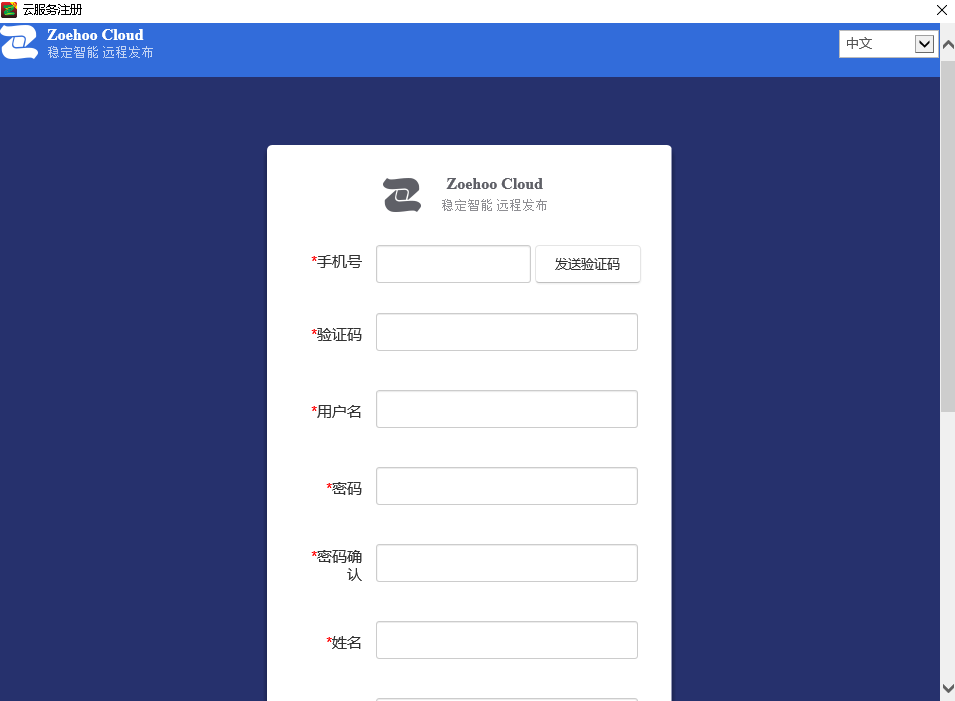 云服务注册
Zoehoo Cloud
稳定智能 远程发布
中文
Zoehoo Cloud
稳定智能 远程发布
*手机号
发送验证码
*验证码
*用户名
*密码
*密码确
认
*姓名